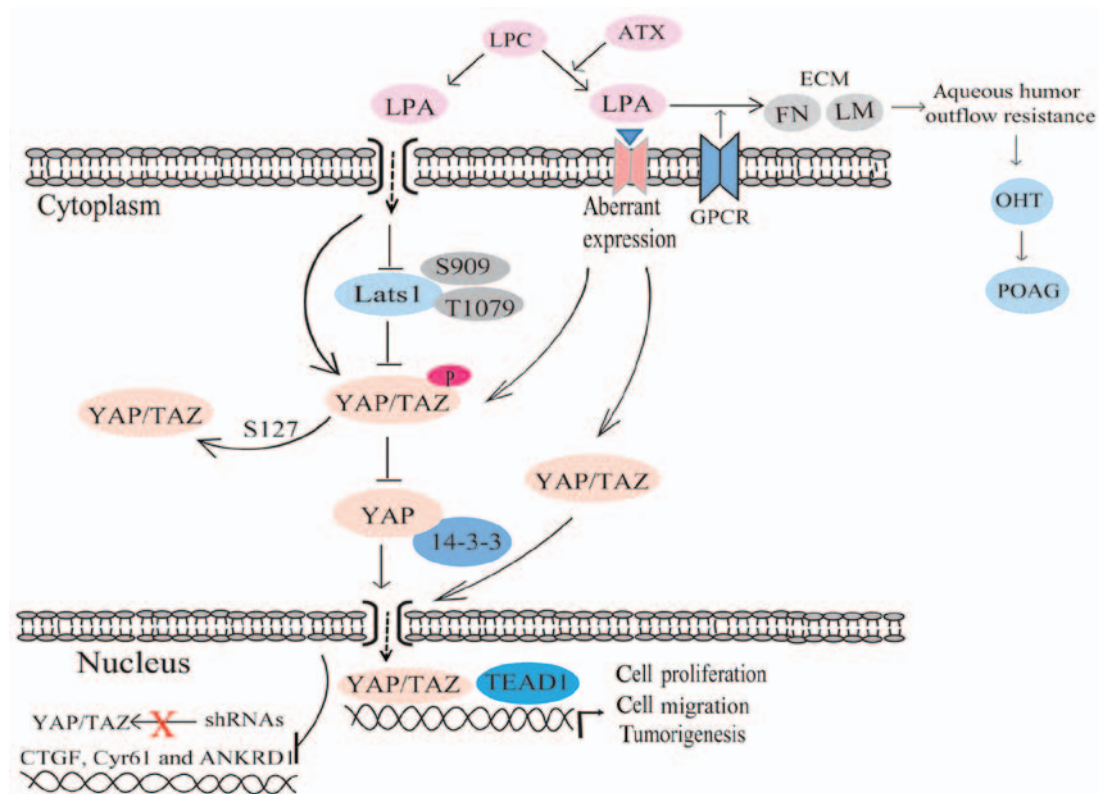 LPC
ATX
LPA
LPA
ECM
FN
LM
Aqueous humor
outflow resistance
Cytoplasm
Aberrant
expression
GPCR
OHT
POAG
S909
Lats1
T1079
P
YAP/TAZ
YAP/TAZ
S127
YAP/TAZ
YAP
14-3-3
Nucleus
YAP/TAZ
TEAD1
Cell proliferation
Cell migration
Tumorigenesis
YAP/TAZ X shRNAs
CTGF, Cyr61 and ANKRD1